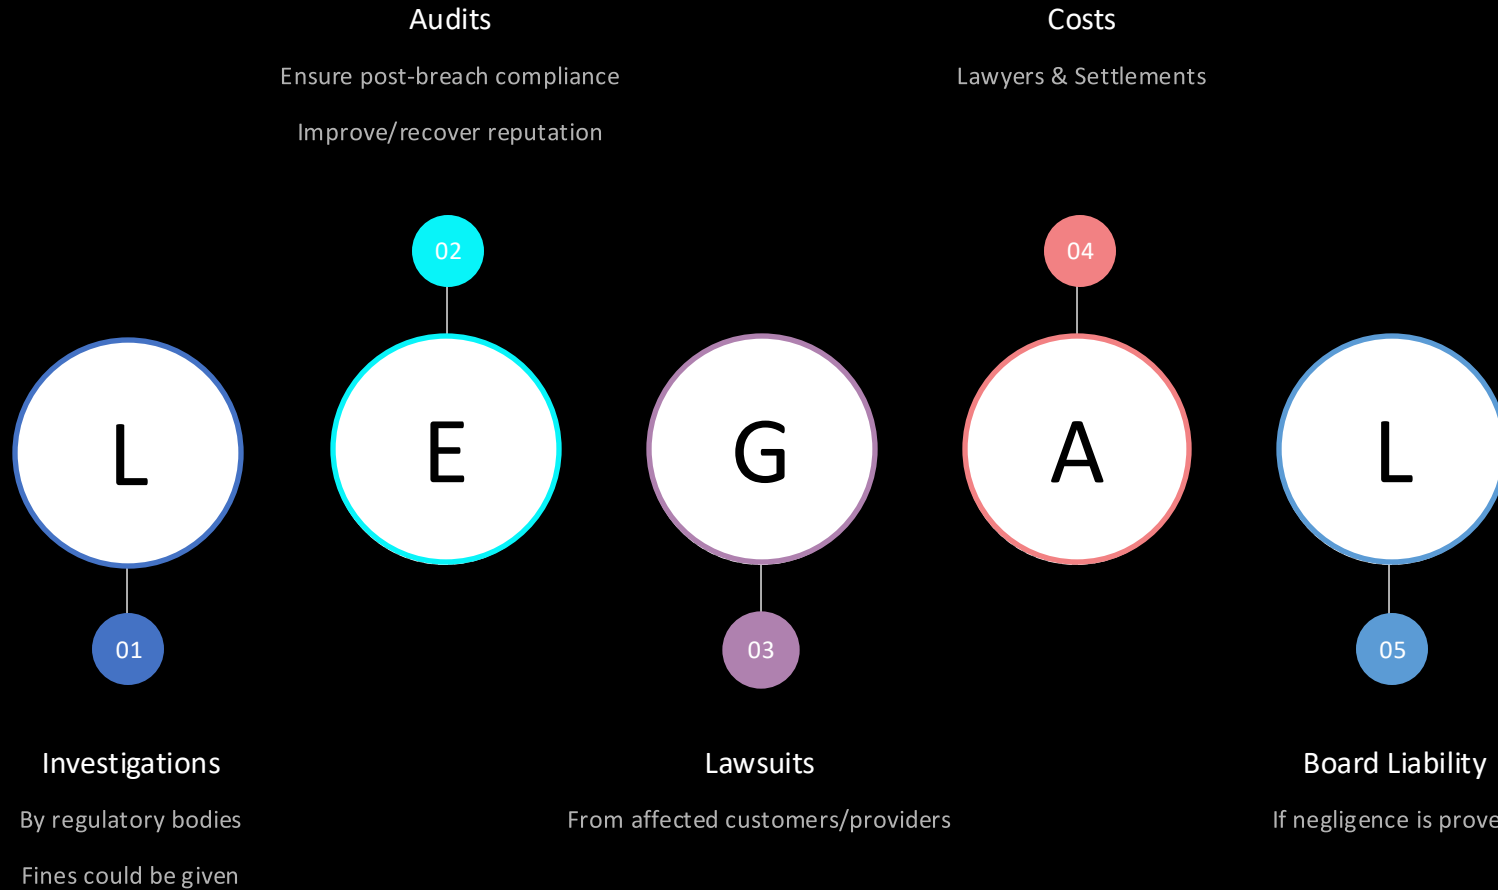 Audits
Ensure post-breach compliance
Improve/recover reputation
Costs
Lawyers & Settlements
02
04
L
E
G
A
L
01
03
05
Investigations
By regulatory bodies
Fines could be given
Lawsuits
From affected customers/providers
Board Liability
If negligence is prove